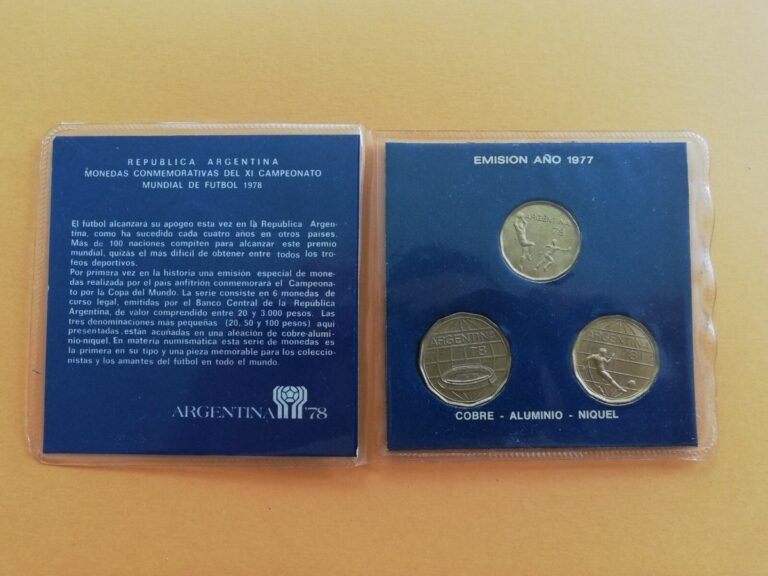 REPUBLICA ARGENTINA
MONEDAS CONMEMORATIVAS DEL XI CAMPEONATO
MUNDIAL DE FUTBOL 1978
El fútbol alcanzará su apogeo esta vez en la Republica Argen-
tina, como ha sucedido cada cuatro años en otros países.
Más de 100 naciones compiten para alcanzar este premio
mundial, quizás el más difícil de obtener entre todos los tro-
feos deportivos.
Por primera vez en la historia una emisión especial de mone-
das realizada por el país anfitrión conmemorará el Campeona-
to por la Copa del Mundo. La serie consiste en 6 monedas de
curso legal, emitidas por el Banco Central de la República
Argentina, de valor comprendido entre 20 y 3.000 pesos. Las
tres denominaciones más pequeñas (20, 50 y 100 pesos) aquí
presentadas están acuñadas en una aleación de cobre-alumi-
nio-niquel. En materia numismática esta serie de monedas es
la primera en su tipo y una pieza memorable para los coleccio-
nistas y los amantes del futbol en todo el mundo.
ARGENTINA '78
EMISION AÑO 1977
ARGENTINA
78
ARGENTINA
78
ARGENTINA
78
COBRE - ALUMINIO - NIQUEL